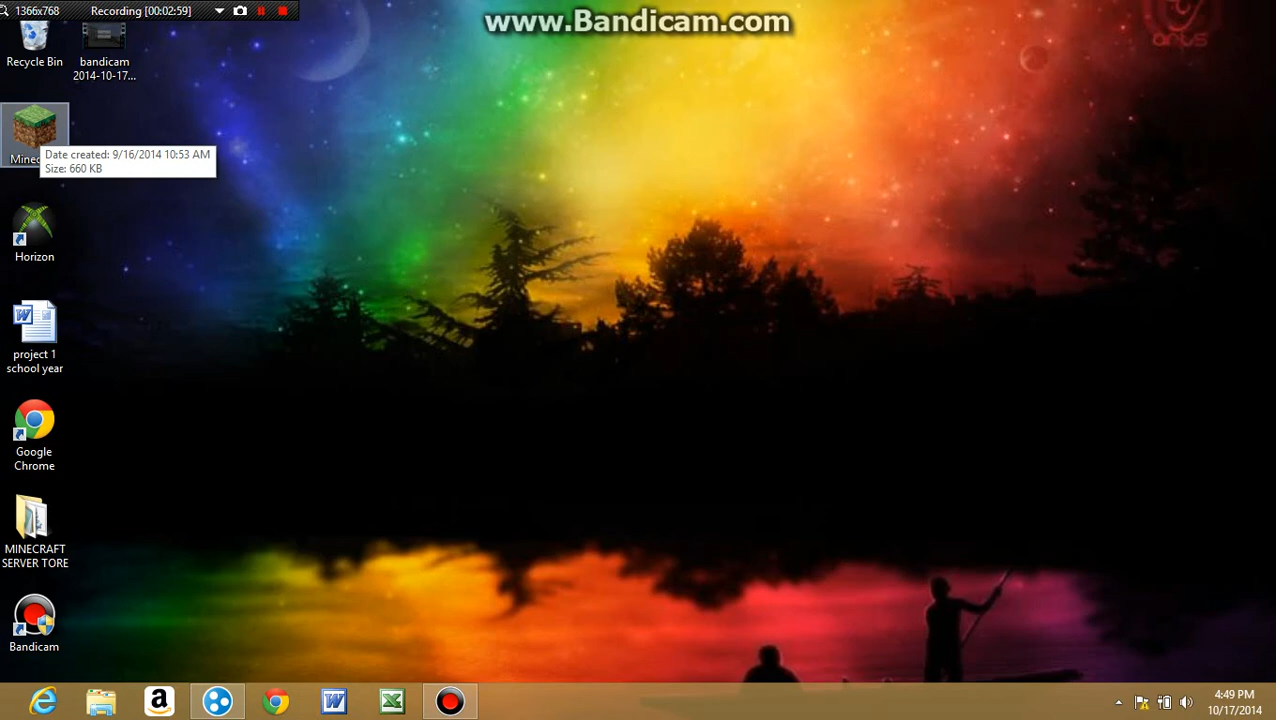 1366x768 Recording [00:02:59]
www.Bandicam.com
arts
Recycle Bin
bandicam
2014-10-17...
Minec
Date created: 9/16/2014 10:53 AM
Size: 660 KB
Horizon
project 1
school year
Google
Chrome
MINECRAFT
SERVER TORE
Bandicam
4:49 PM
10/17/2014